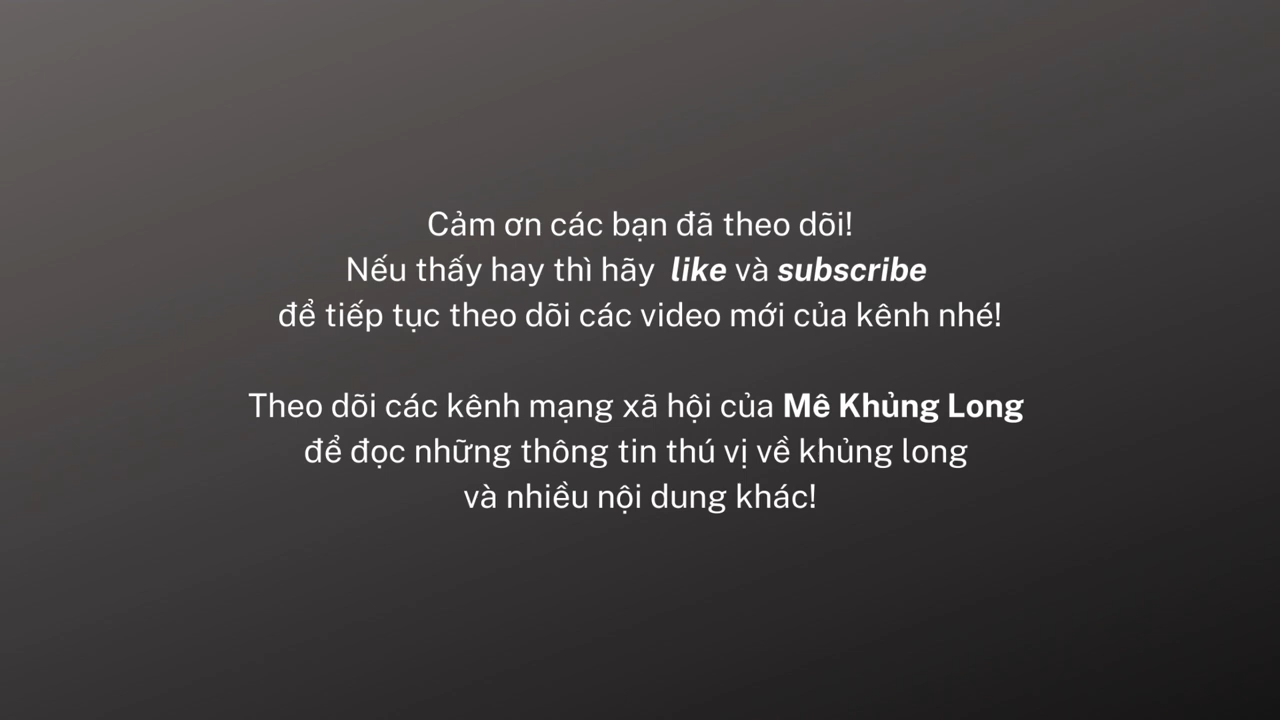 Cảm ơn các bạn đã theo dõi!
Nếu thấy hay thì hãy like và subscribe
để tiếp tục theo dõi các video mới của kênh nhé!
Theo dõi các kênh mạng xã hội của Mê Khủng Long
để đọc những thông tin thú vị về khủng long
và nhiều nội dung khác!